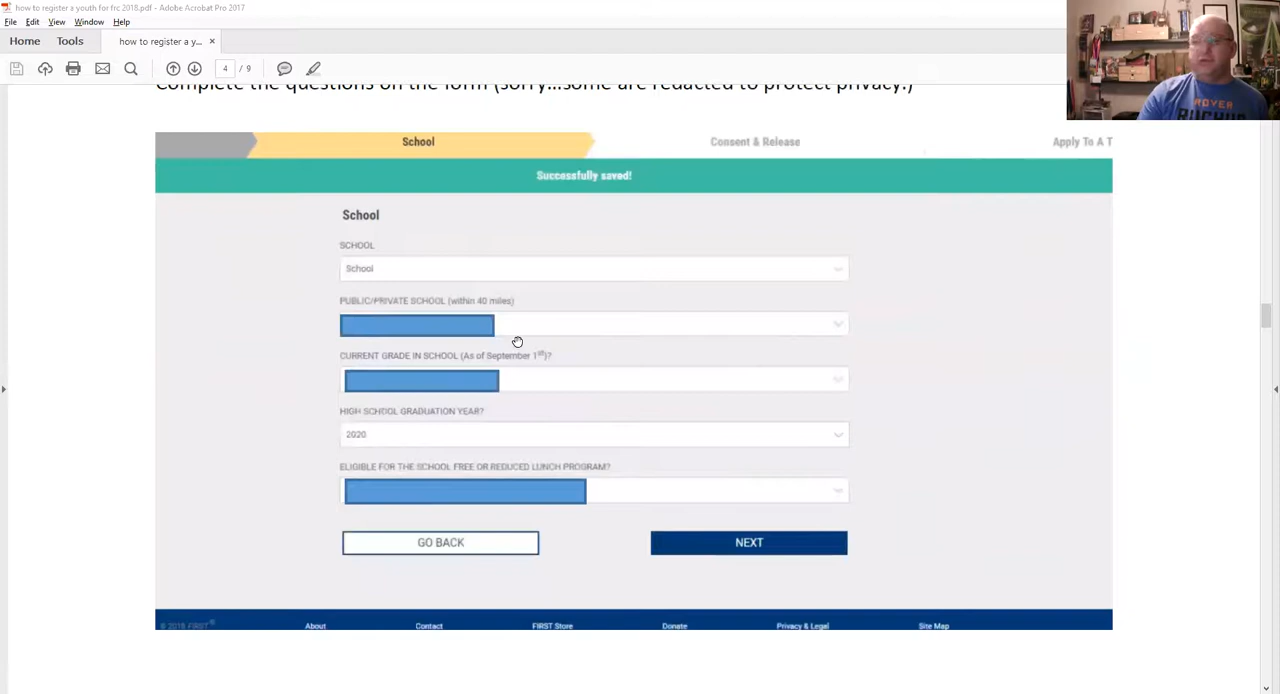 how to register a youth for frc 2018.pdf - Adobe Acrobat Pro 2017
File Edit View Window Help
Home Tools how to register a y... ×
4 / 9
Complete the questions on the form (sorry...some are redacted to protect privacy.)
School Consent & Release Apply To A T
Successfully saved!
School
SCHOOL
School
PUBLIC/PRIVATE SCHOOL (within 40 miles)
CURRENT GRADE IN SCHOOL (As of September 1st)?
HIGH SCHOOL GRADUATION YEAR?
2020
ELIGIBLE FOR THE SCHOOL FREE OR REDUCED LUNCH PROGRAM?
GO BACK NEXT
© 2018 FIRST® About Contact FIRST Store Donate Privacy & Legal Site Map